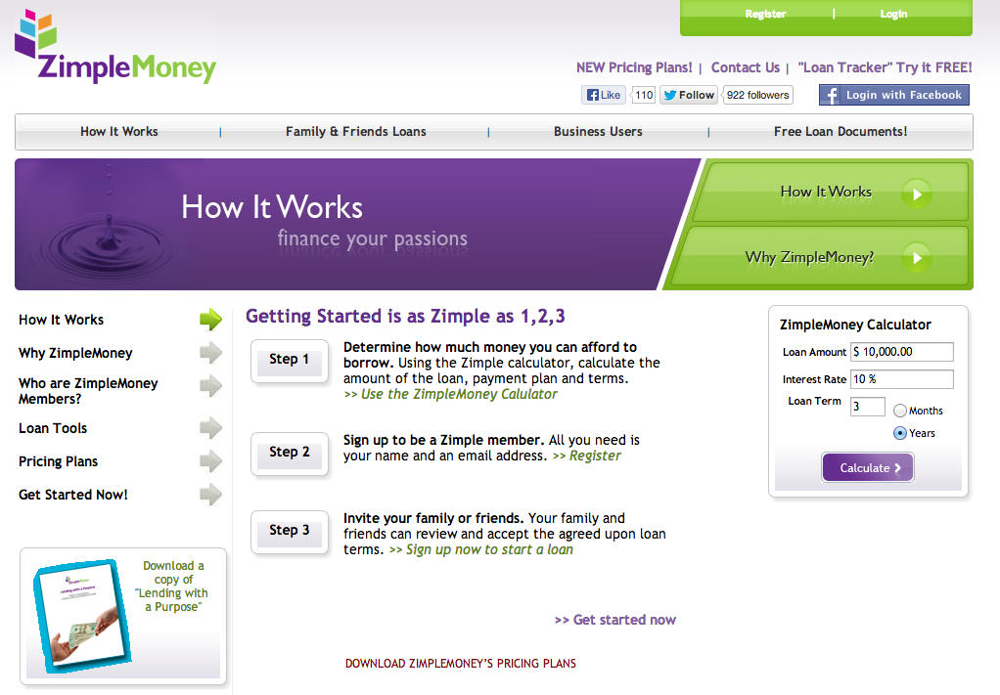 Register | Login
ZimpleMoney
NEW Pricing Plans! | Contact Us | "Loan Tracker" Try it FREE!
Like 110 Follow 922 followers Login with Facebook
How It Works | Family & Friends Loans | Business Users | Free Loan Documents!
How It Works
finance your passions
How It Works
Why ZimpleMoney?
How It Works
Why ZimpleMoney
Who are ZimpleMoney
Members?
Loan Tools
Pricing Plans
Get Started Now!
ZimpleMoney
Lending with a Purpose
Download a
copy of
"Lending with
a Purpose"
Getting Started is as Zimple as 1,2,3
Step 1
Determine how much money you can afford to
borrow. Using the Zimple calculator, calculate the
amount of the loan, payment plan and terms.
>> Use the ZimpleMoney Calulator
Step 2
Sign up to be a Zimple member. All you need is
your name and an email address. >> Register
Step 3
Invite your family or friends. Your family and
friends can review and accept the agreed upon loan
terms. >> Sign up now to start a loan
>> Get started now
DOWNLOAD ZIMPLEMONEY'S PRICING PLANS
ZimpleMoney Calculator
Loan Amount $ 10,000.00
Interest Rate 10 %
Loan Term 3 Months
Years
Calculate >